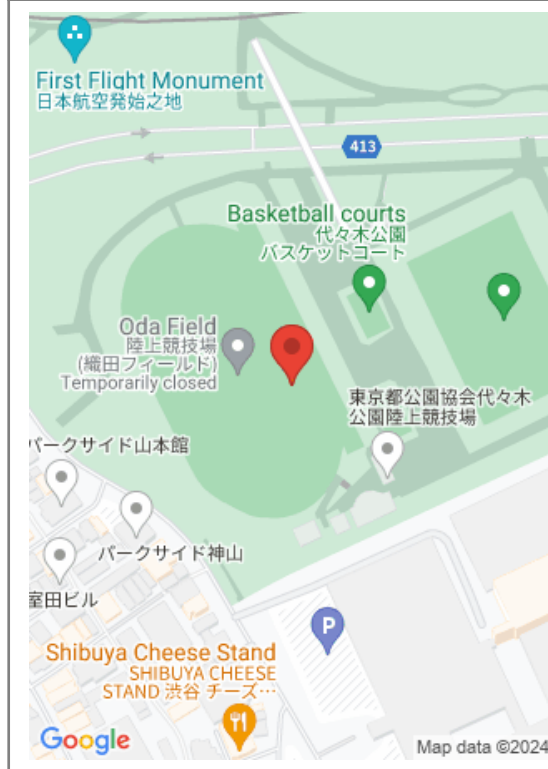 First Flight Monument
日本航空発始之地
413
Basketball courts
代々木公園
バスケットコート
Oda Field
陸上競技場
(織田フィールド)
Temporarily closed
東京都公園協会代々木
公園陸上競技場
パークサイド山本館
パークサイド神山
室田ビル
P
Shibuya Cheese Stand
SHIBUYA CHEESE
STAND 渋谷 チーズ…
Google
Map data ©2024